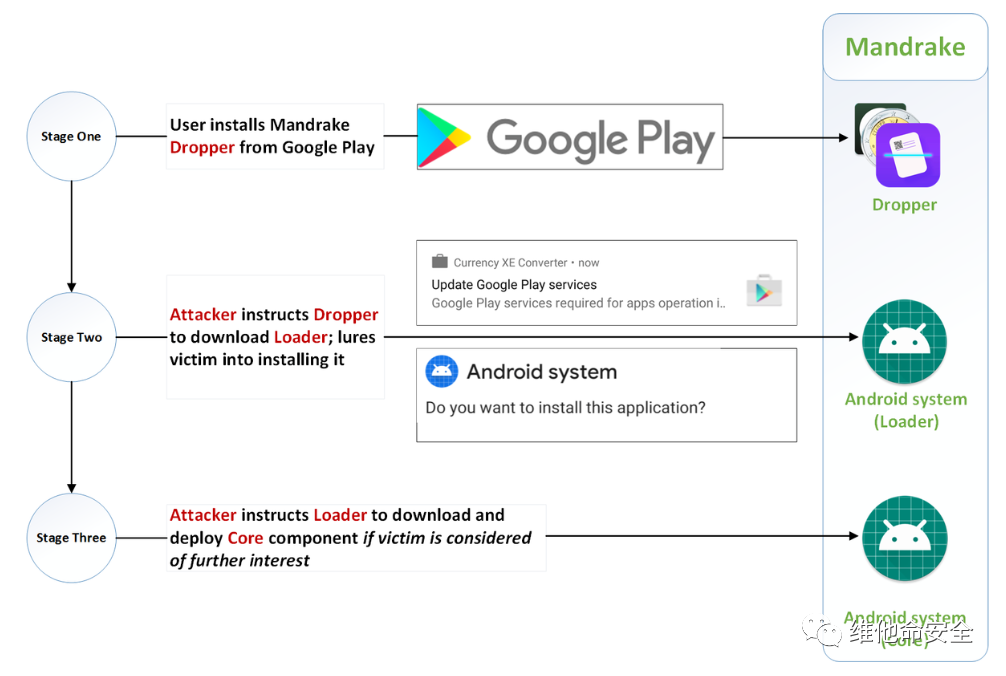 Mandrake
Stage One
User installs Mandrake
Dropper from Google Play
Google Play
Dropper
Currency XE Converter • now
Update Google Play services
Google Play services required for apps operation i..
Stage Two
Attacker instructs Dropper
to download Loader; lures
victim into installing it
Android system
Do you want to install this application?
Android system
(Loader)
Stage Three
Attacker instructs Loader to download and
deploy Core component if victim is considered
of further interest
Android system
(Core)
维他命安全